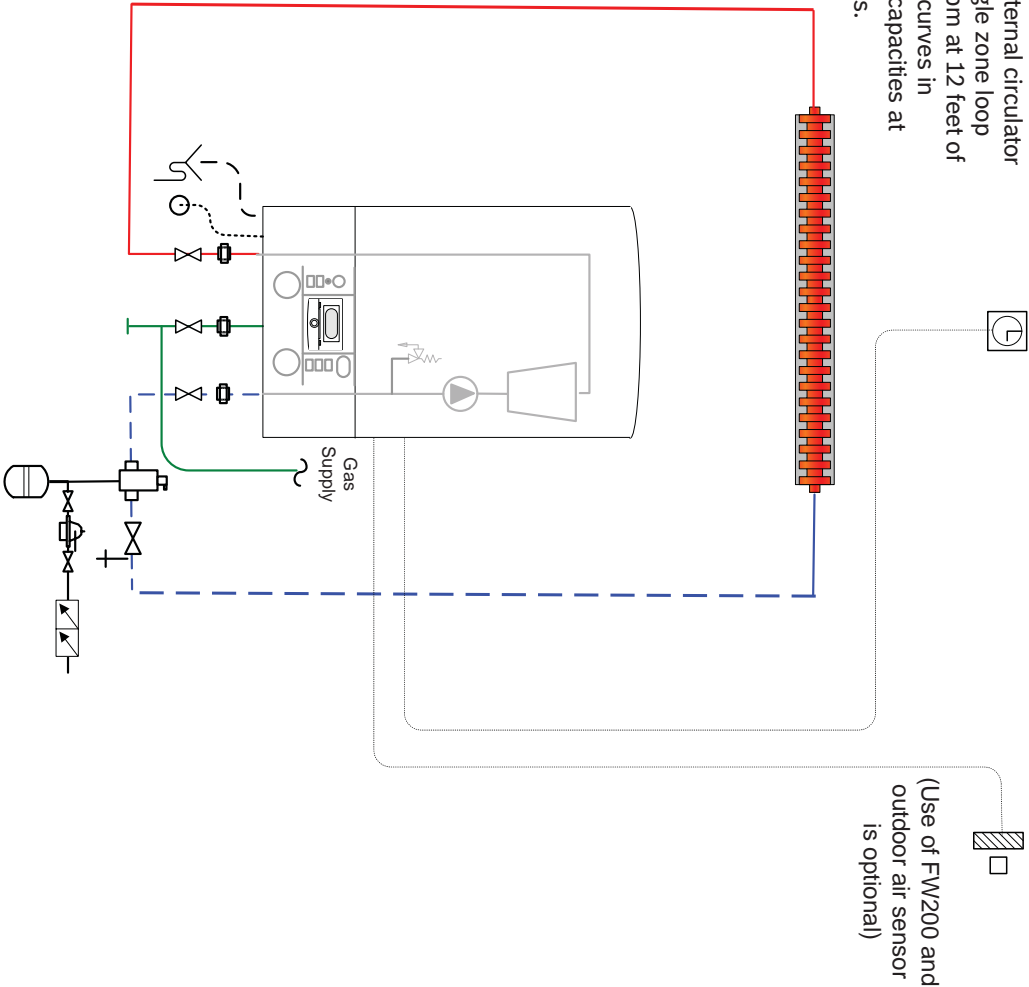 ternal circulator
gle zone loop
om at 12 feet of
curves in
capacities at
s.
Gas
Supply
(Use of FW200 and
outdoor air sensor
is optional)